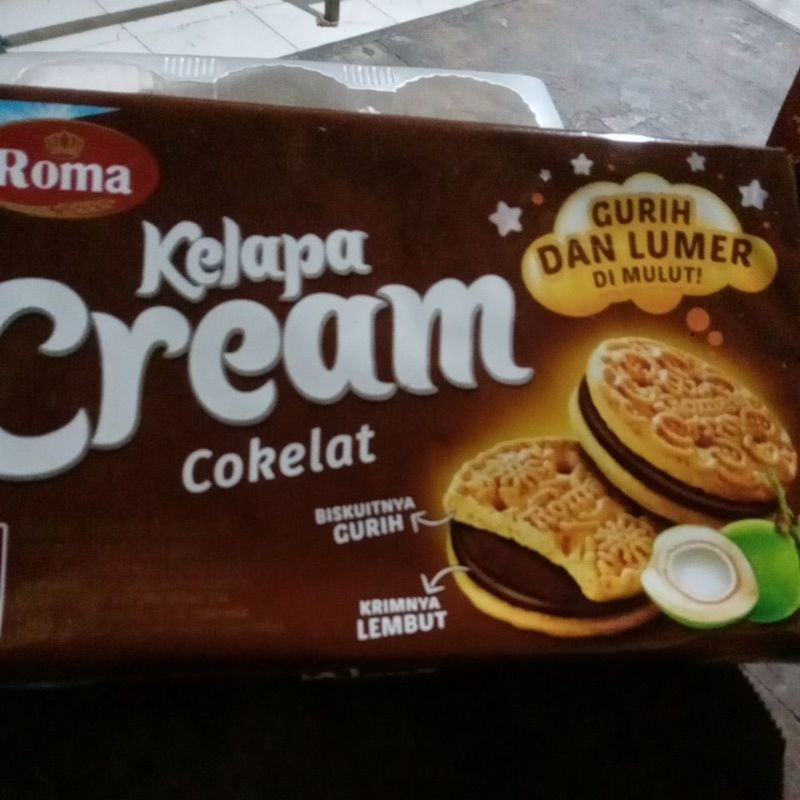 Roma
Kelapa
Cream
Cokelat
GURIH
DAN LUMER
DI MULUT!
BISKUITNYA
GURIH
KRIMNYA
LEMBUT